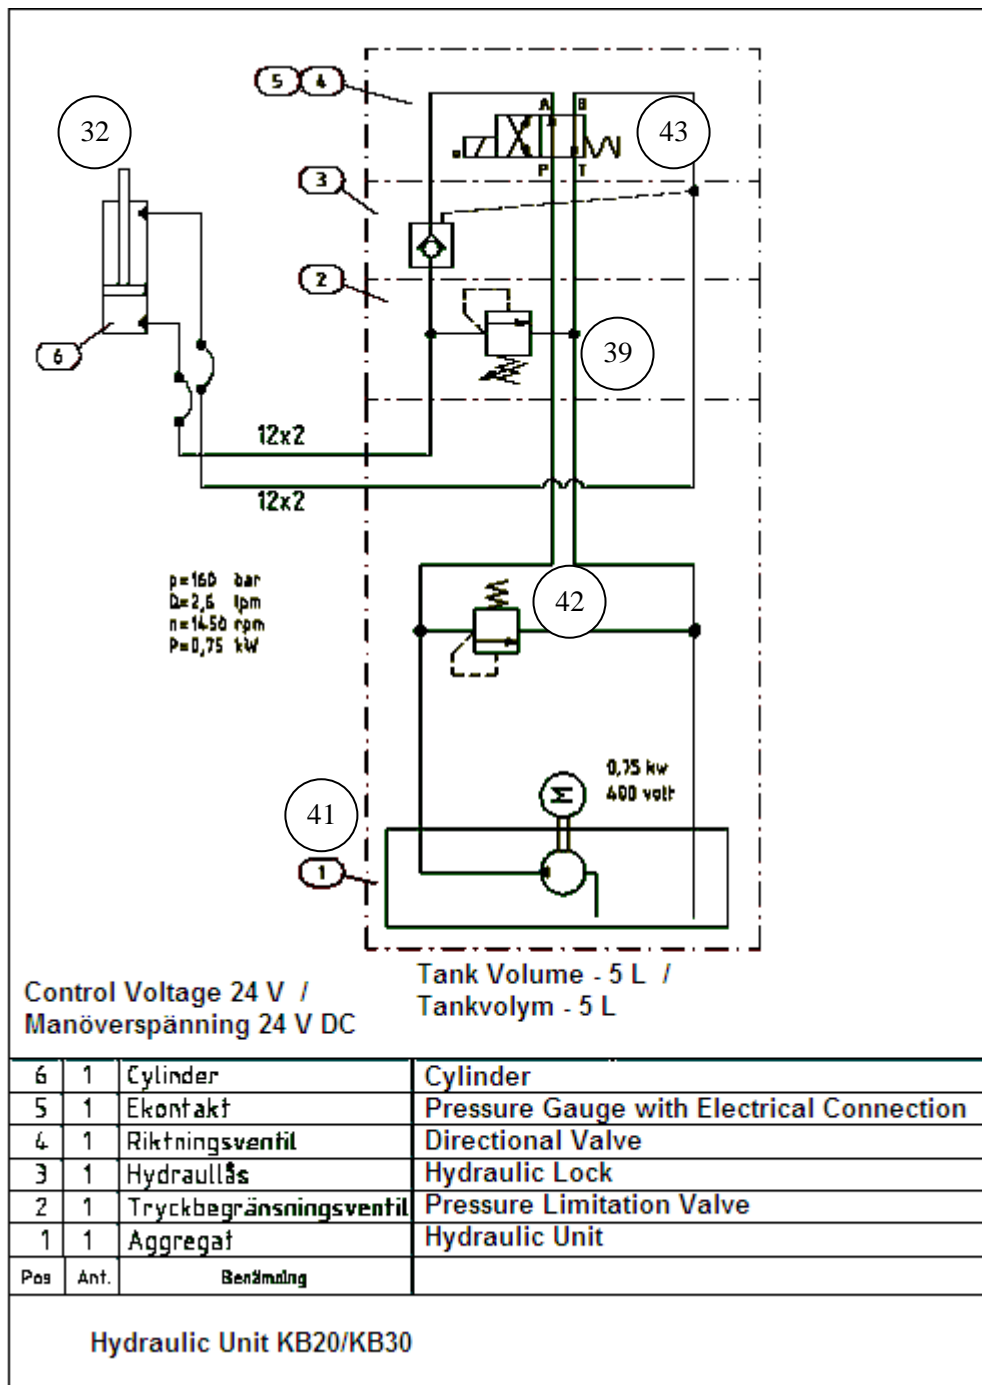 5 4
A B
32
43
P T
3
2
39
6
12x2
12x2
p=160 bar
Q=2,6 lpm
n=1450 rpm
P=0,75 kW
42
0,75 kw
400 volt
41
1
Control Voltage 24 V /
Manöverspänning 24 V DC
Tank Volume - 5 L /
Tankvolym - 5 L
6 1 Cylinder Cylinder
5 1 Ekontakt Pressure Gauge with Electrical Connection
4 1 Riktningsventil Directional Valve
3 1 Hydraullås Hydraulic Lock
2 1 Tryckbegränsningsventil Pressure Limitation Valve
1 1 Aggregat Hydraulic Unit
Pos Ant. Benämning
Hydraulic Unit KB20/KB30